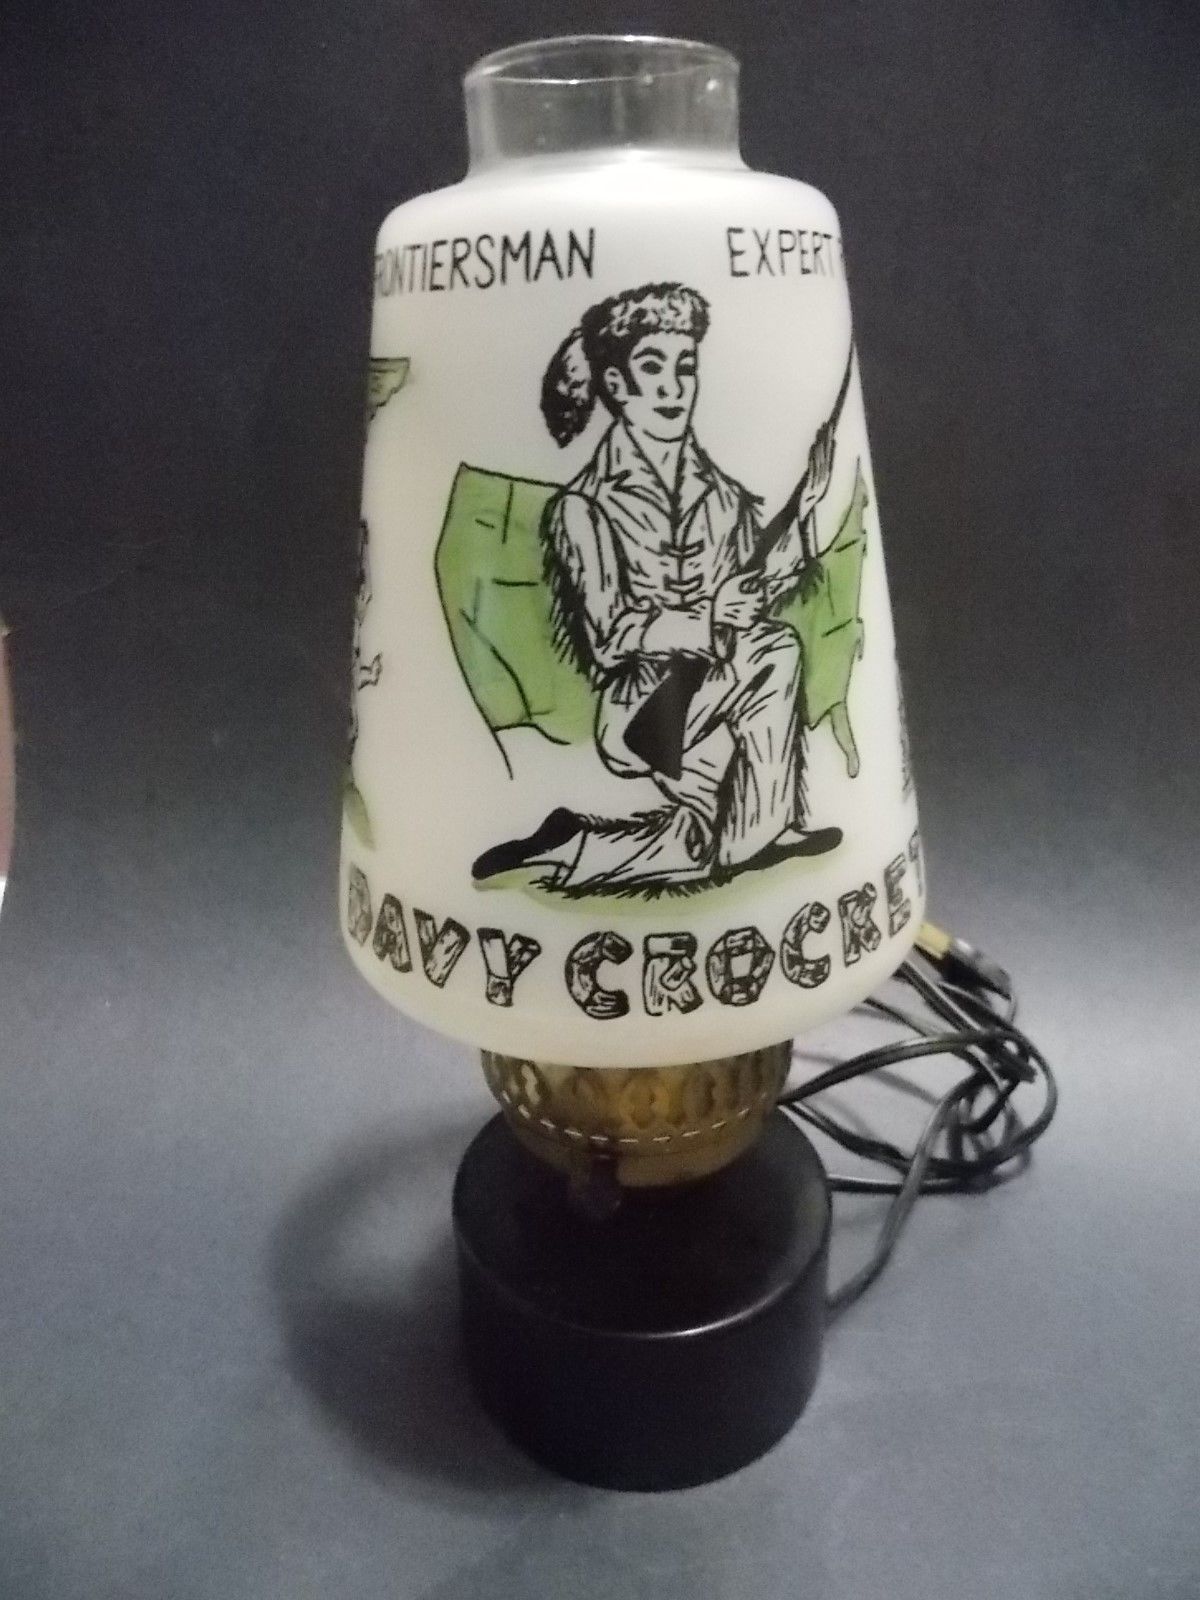 FRONTIERSMAN EXPERT
DAVY CROCKET